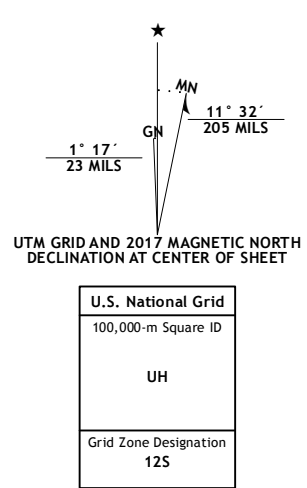 ★
MN
GN
11° 32´
205 MILS
1° 17´
23 MILS
UTM GRID AND 2017 MAGNETIC NORTH
DECLINATION AT CENTER OF SHEET
U.S. National Grid
100,000-m Square ID
UH
Grid Zone Designation
12S